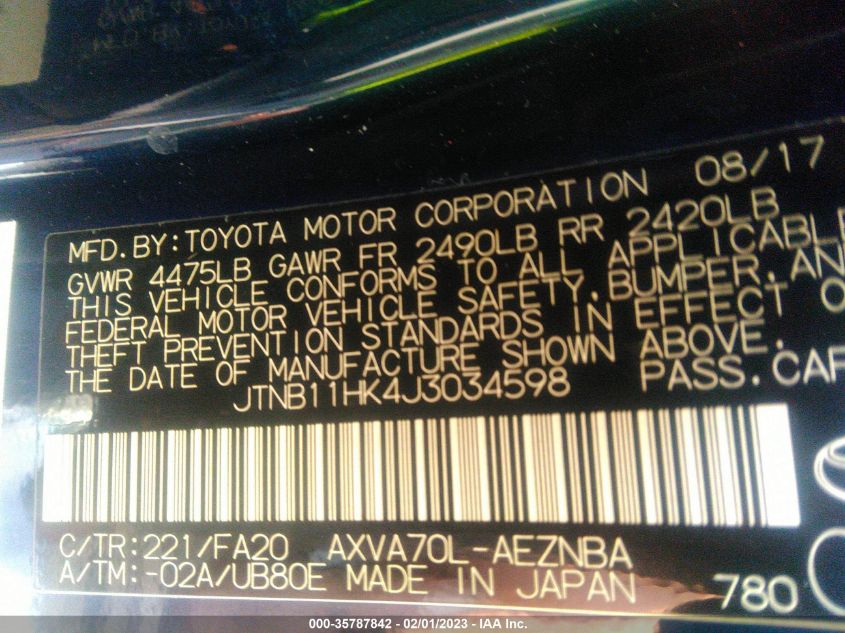 MFD.BY:TOYOTA MOTOR CORPORATION 08/17
GVWR 4475LB GAWR FR 2490LB RR 2420LB
THIS VEHICLE CONFORMS TO ALL APPLICABLE
FEDERAL MOTOR VEHICLE SAFETY,BUMPER,AN
THEFT PREVENTION STANDARDS IN EFFECT O
THE DATE OF MANUFACTURE SHOWN ABOVE.
JTNB11HK4J3034598 PASS.CAR
C/TR:221/FA20 AXVA70L-AEZNBA
A/TM:-02A/UB80E MADE IN JAPAN 780
000-35787842 - 02/01/2023 - IAA Inc.